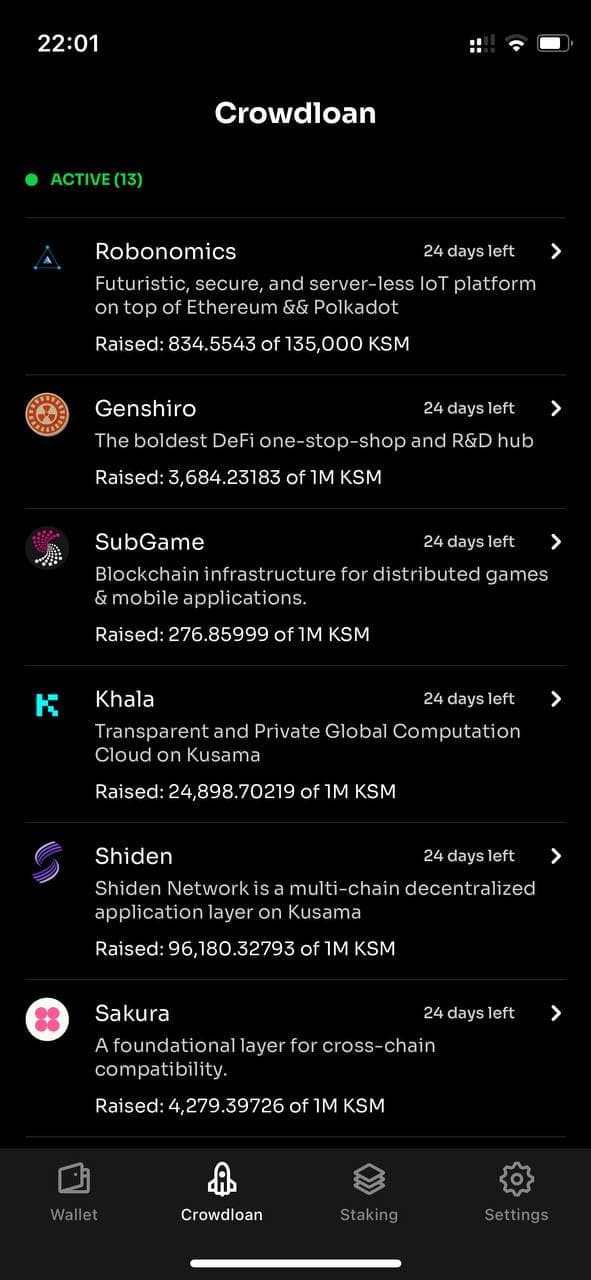 22:01
Crowdloan
ACTIVE (13)
Robonomics 24 days left
Futuristic, secure, and server-less IoT platform
on top of Ethereum && Polkadot
Raised: 834.5543 of 135,000 KSM
Genshiro 24 days left
The boldest DeFi one-stop-shop and R&D hub
Raised: 3,684.23183 of 1M KSM
SubGame 24 days left
Blockchain infrastructure for distributed games
& mobile applications.
Raised: 276.85999 of 1M KSM
Khala 24 days left
Transparent and Private Global Computation
Cloud on Kusama
Raised: 24,898.70219 of 1M KSM
Shiden 24 days left
Shiden Network is a multi-chain decentralized
application layer on Kusama
Raised: 96,180.32793 of 1M KSM
Sakura 24 days left
A foundational layer for cross-chain
compatibility.
Raised: 4,279.39726 of 1M KSM
Wallet Crowdloan Staking Settings